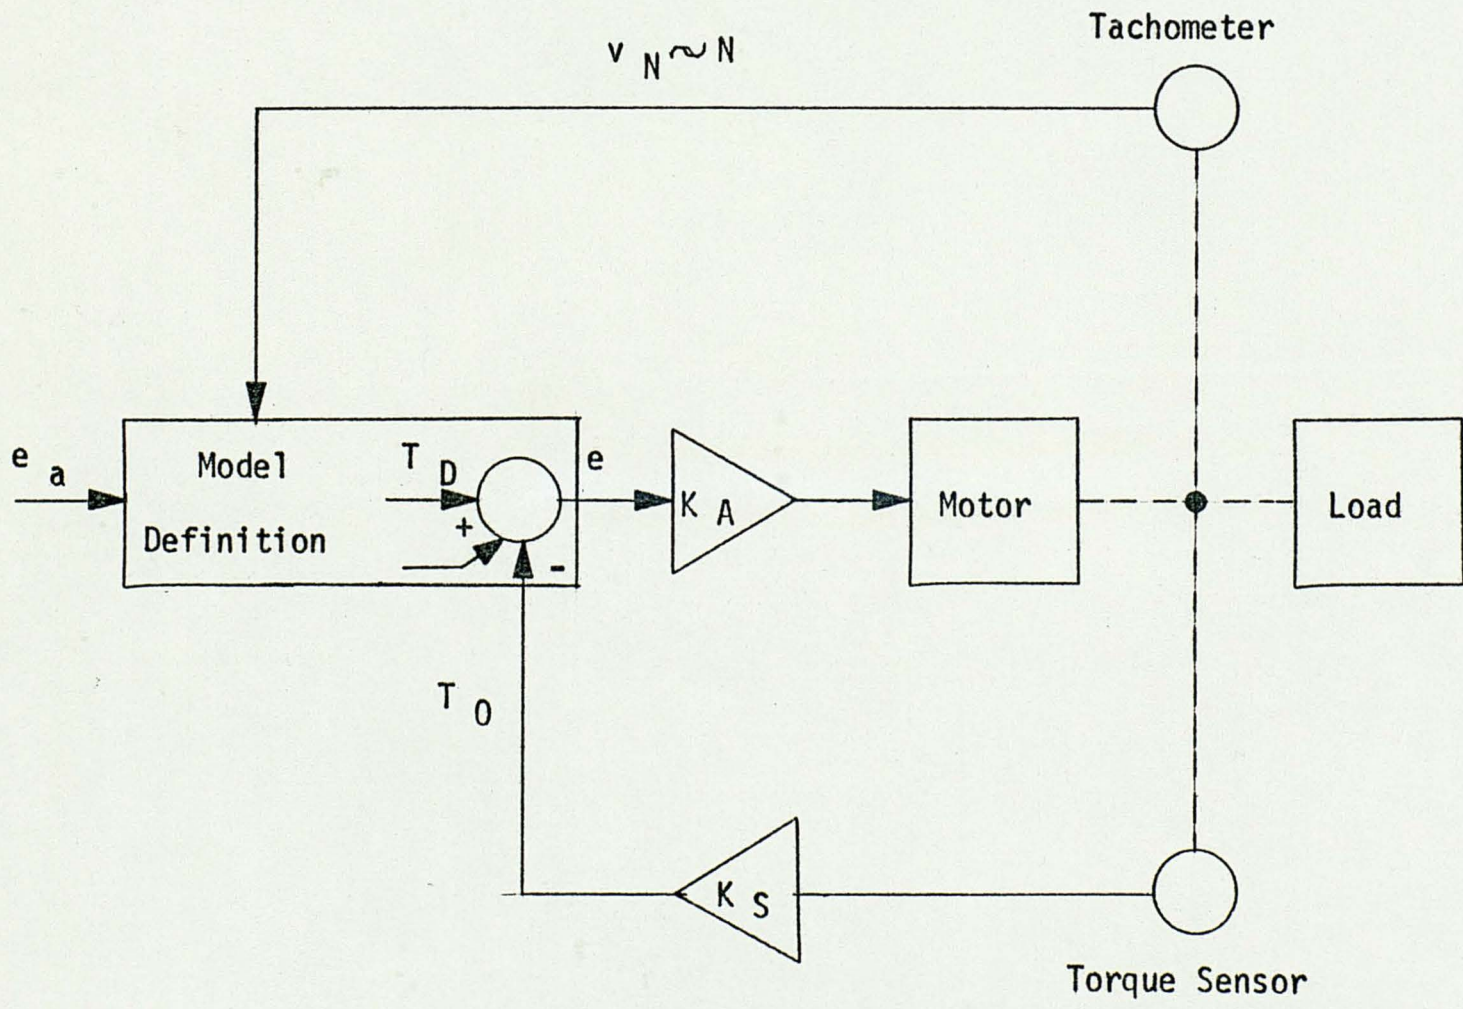 Tachometer
v N ~ N
e a
Model
Definition
T D
+
-
e
K A
Motor
Load
T O
K S
Torque Sensor